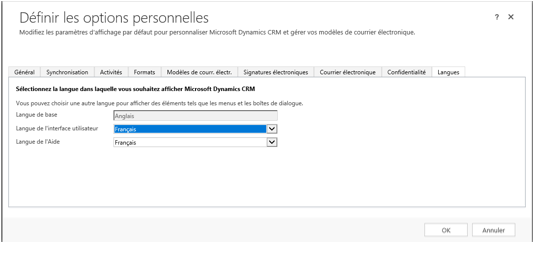 Définir les options personnelles
? ✕
Modifiez les paramètres d'affichage par défaut pour personnaliser Microsoft Dynamics CRM et gérer vos modèles de courrier électronique.
Général Synchronisation Activités Formats Modèles de courr. électr. Signatures électroniques Courrier électronique Confidentialité Langues
Sélectionnez la langue dans laquelle vous souhaitez afficher Microsoft Dynamics CRM
Vous pouvez choisir une autre langue pour afficher des éléments tels que les menus et les boîtes de dialogue.
Langue de base Anglais
Langue de l'interface utilisateur Français
Langue de l'Aide Français
OK Annuler